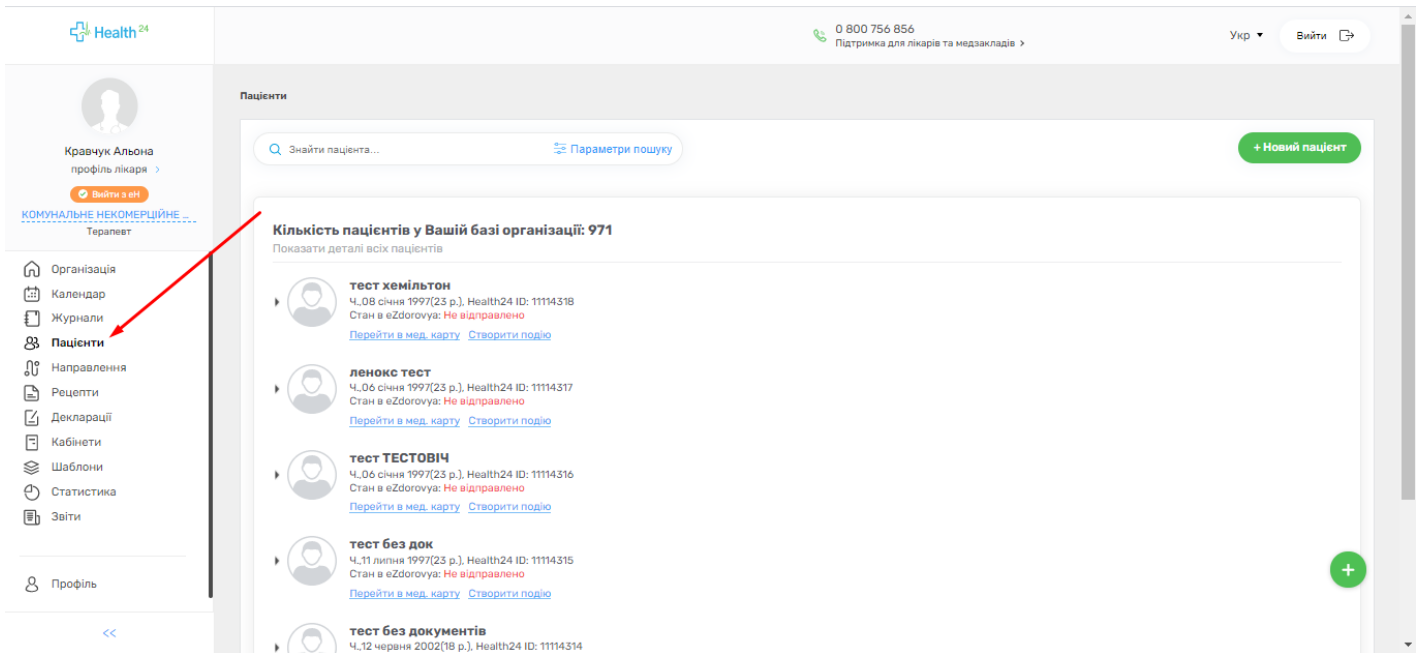 Health 24
0 800 756 856
Підтримка для лікарів та медзакладів >
Укр
Вийти
Кравчук Альона
профіль лікаря >
Вийти з еН
КОМУНАЛЬНЕ НЕКОМЕРЦІЙНЕ ...
Терапевт
Організація
Календар
Журнали
Пацієнти
Направлення
Рецепти
Декларації
Кабінети
Шаблони
Статистика
Звіти
Профіль
<<
Пацієнти
Знайти пацієнта...
Параметри пошуку
+ Новий пацієнт
Кількість пацієнтів у Вашій базі організації: 971
Показати деталі всіх пацієнтів
тест хемільтон
Ч.,08 січня 1997(23 р.), Health24 ID: 11114318
Стан в eZdorovya: Не відправлено
Перейти в мед. карту Створити подію
ленокс тест
Ч.,06 січня 1997(23 р.), Health24 ID: 11114317
Стан в eZdorovya: Не відправлено
Перейти в мед. карту Створити подію
тест ТЕСТОВІЧ
Ч.,06 січня 1997(23 р.), Health24 ID: 11114316
Стан в eZdorovya: Не відправлено
Перейти в мед. карту Створити подію
тест без док
Ч.,11 липня 1997(23 р.), Health24 ID: 11114315
Стан в eZdorovya: Не відправлено
Перейти в мед. карту Створити подію
тест без документів
Ч.,12 червня 2002(18 р.), Health24 ID: 11114314
+